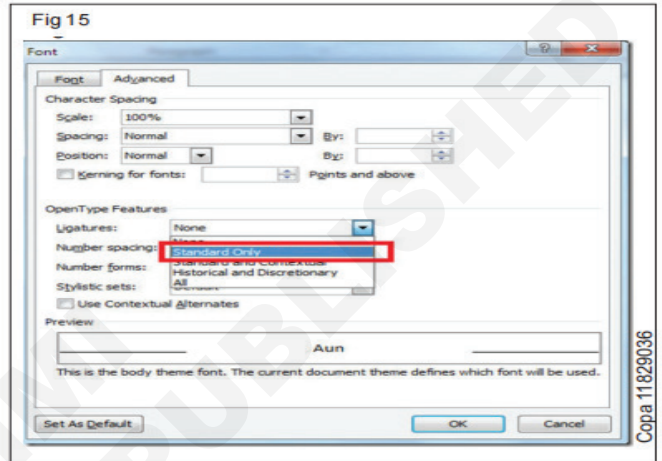 Fig 15
Font
Font Advanced
Character Spacing
Scale: 100%
Spacing: Normal By:
Position: Normal By:
Kerning for fonts: Points and above
OpenType Features
Ligatures: None
None
Number spacing: Standard Only
Standard and Contextual
Number forms: Historical and Discretionary
All
Stylistic sets: Default
Use Contextual Alternates
Preview
Aun
This is the body theme font. The current document theme defines which font will be used.
Set As Default OK Cancel
Copa 11829036
PUBLISHED